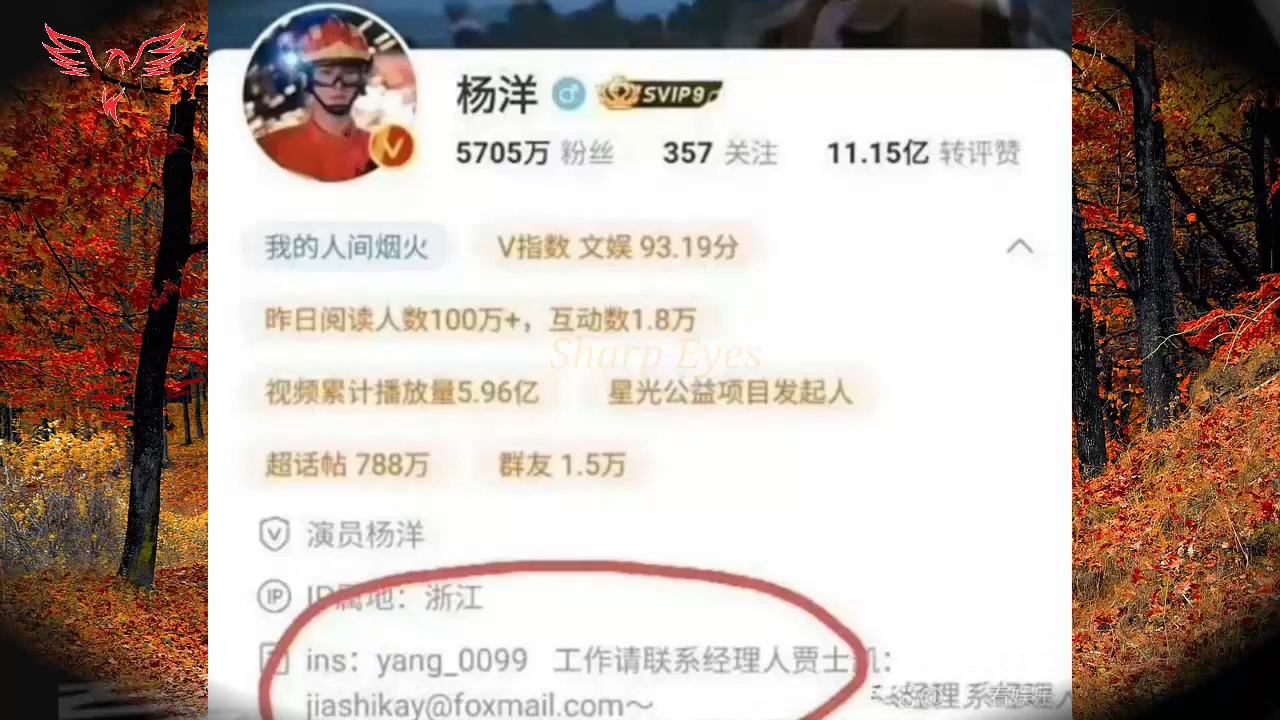 杨洋 SVIP9
5705万 粉丝 357 关注 11.15亿 转评赞
我的人间烟火 V指数 文娱 93.19分
昨日阅读人数100万+，互动数1.8万
Sharp Eyes
视频累计播放量5.96亿 星光公益项目发起人
超话帖 788万 群友 1.5万
演员杨洋
IP IP属地：浙江
ins：yang_0099 工作请联系经理人贾士凯：
jiashikay@foxmail.com～